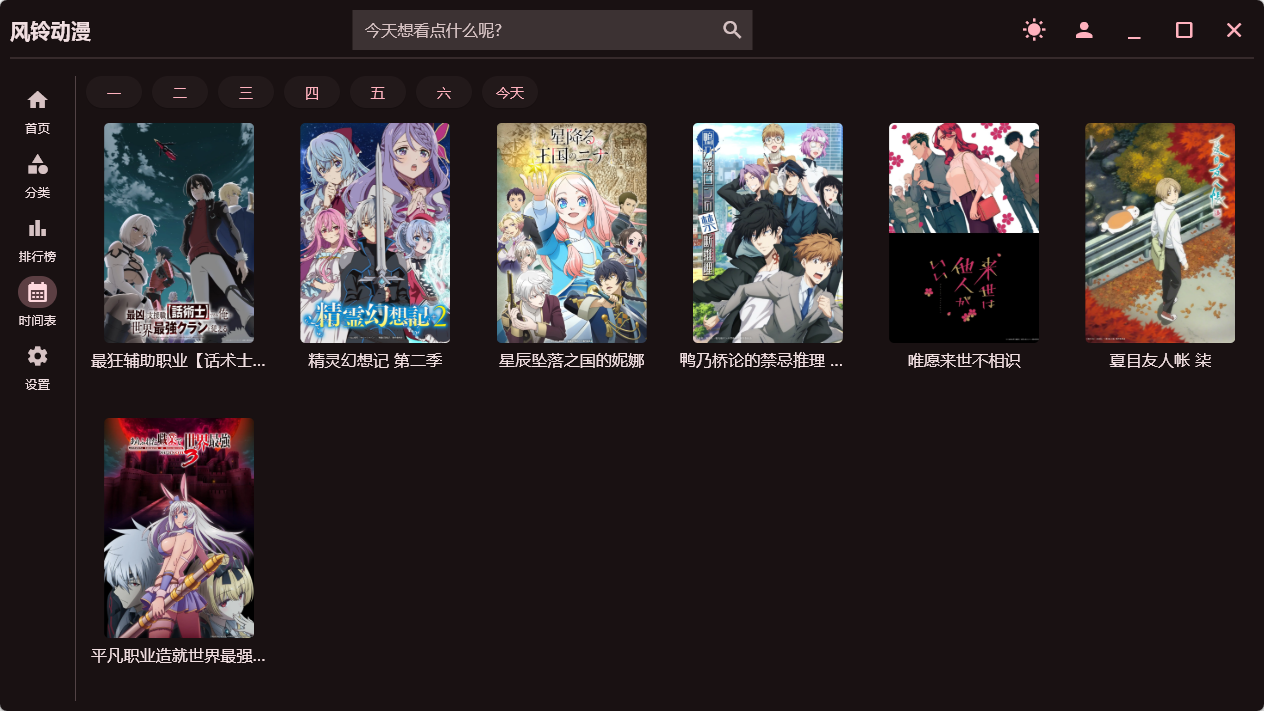 风铃动漫
今天想看点什么呢?
一 二 三 四 五 六 今天
首页
分类
排行榜
时间表
设置
星降る
王国のニナ
鴨乃橋ロンの禁断推理
来世は
他人が
いい
最凶の支援職【話術士】である俺は
世界最強クランを従える
精霊幻想記2
最狂辅助职业【话术士...
精灵幻想记 第二季
星辰坠落之国的妮娜
鸭乃桥论的禁忌推理 ...
唯愿来世不相识
夏目友人帐 柒
ありふれた職業で世界最強
3
平凡职业造就世界最强...